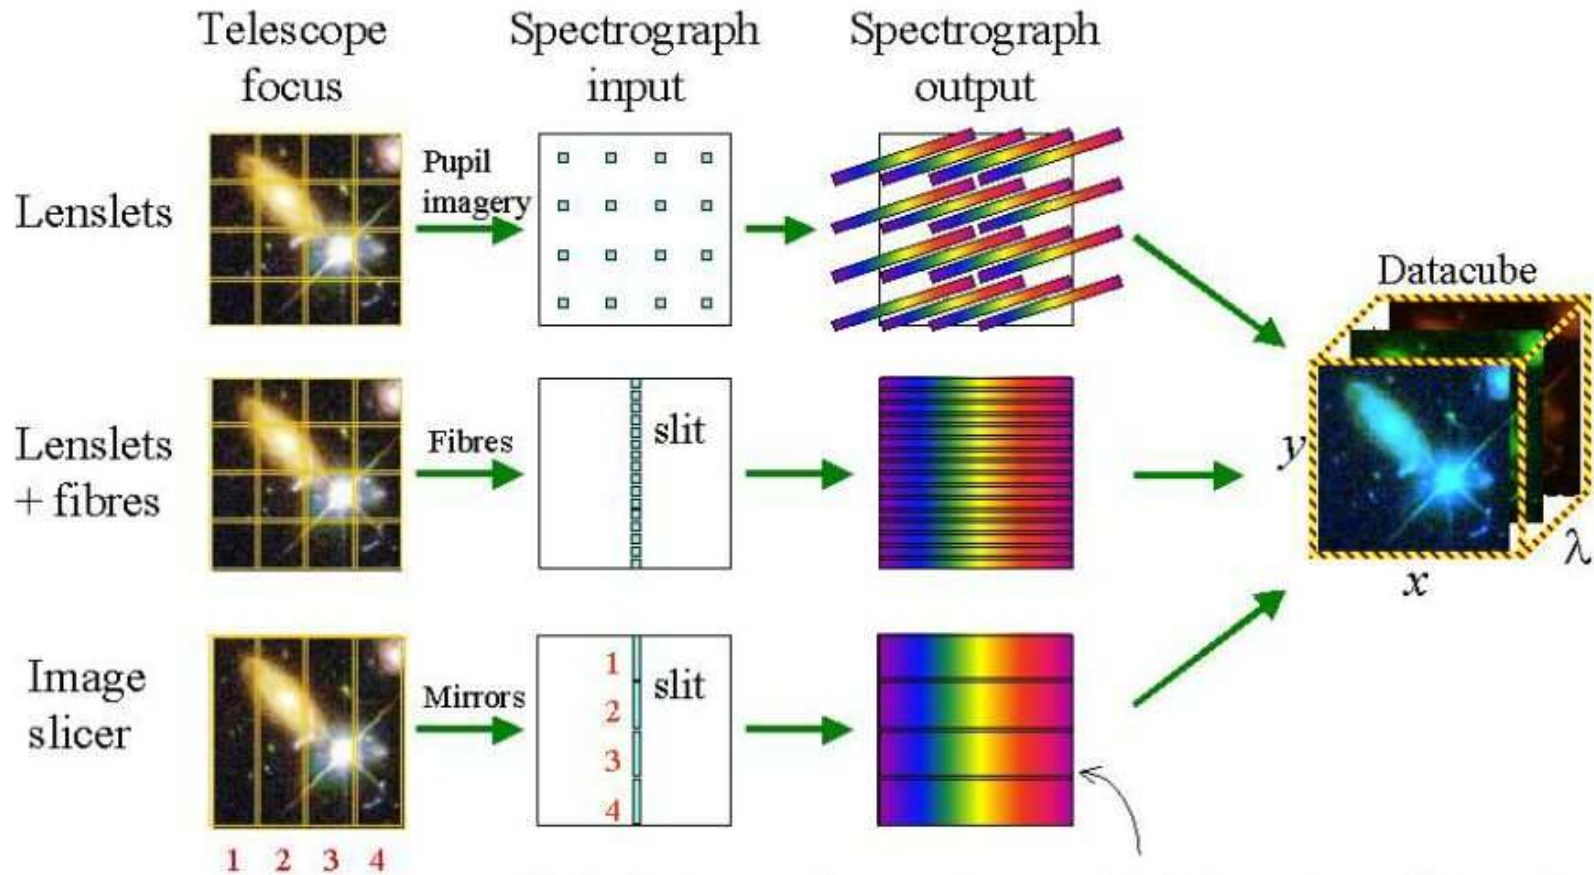 Telescope
focus
Spectrograph
input
Spectrograph
output
Lenslets
Pupil
imagery
Datacube
Lenslets
+ fibres
Fibres
slit
y
x
λ
Image
slicer
Mirrors
1
2
3
4
slit
1 2 3 4